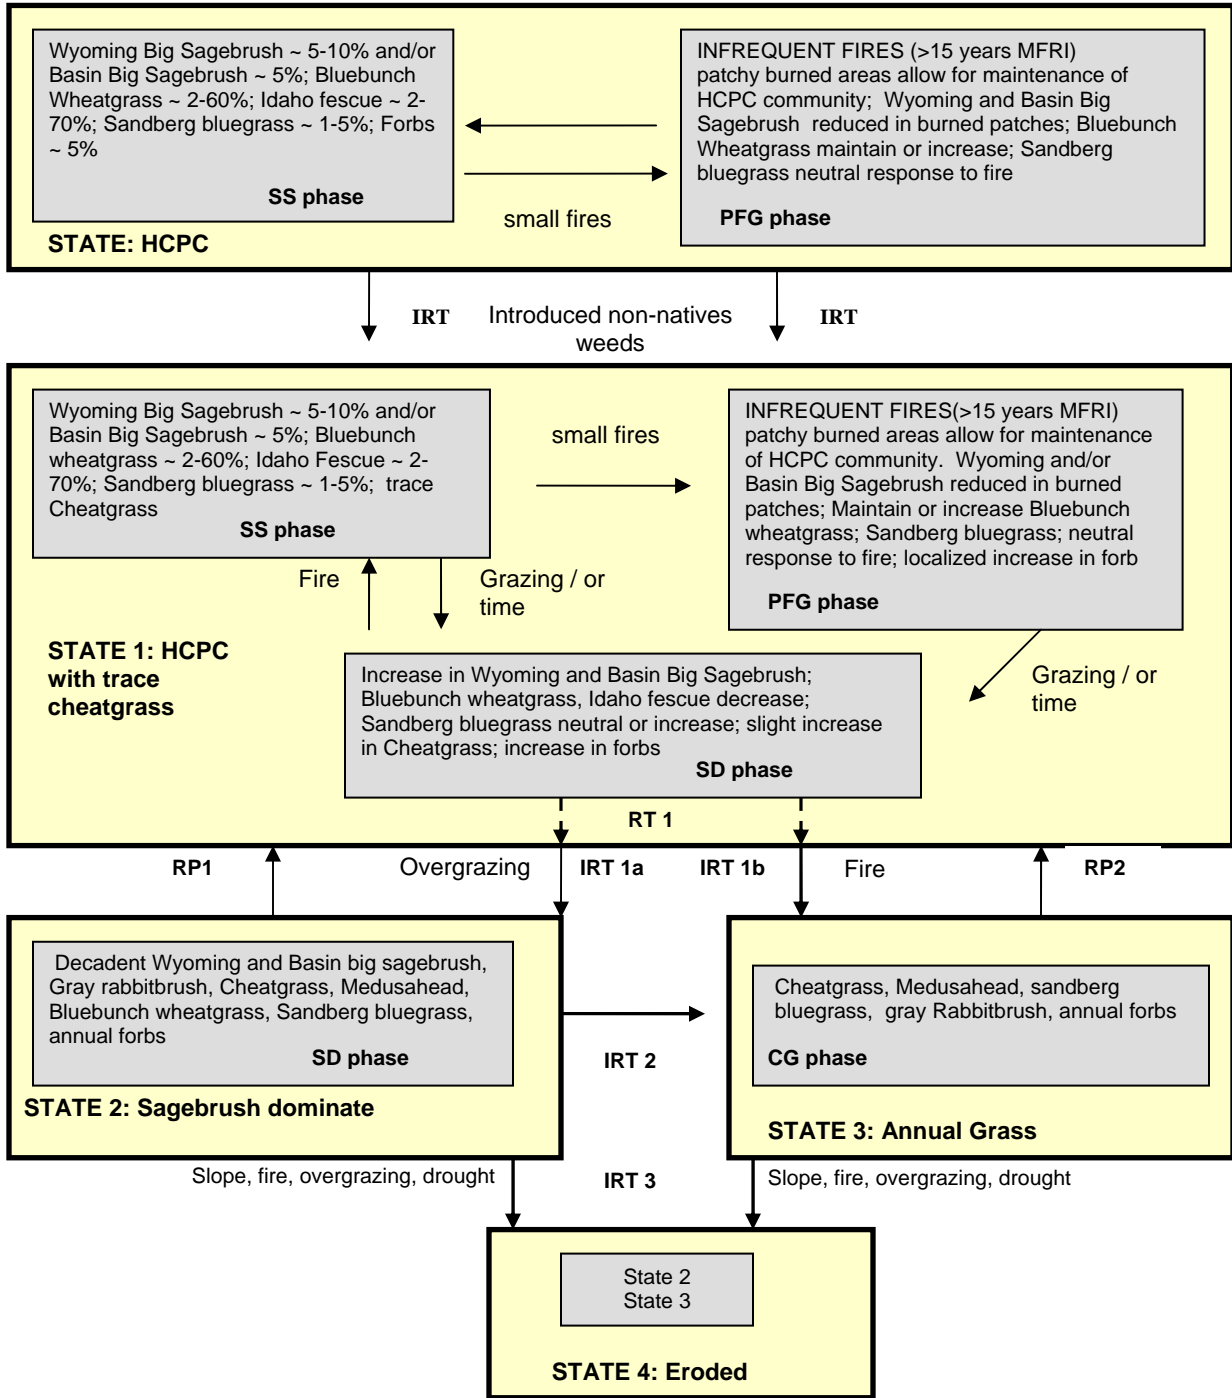 Wyoming Big Sagebrush ~ 5-10% and/or
Basin Big Sagebrush ~ 5%; Bluebunch
Wheatgrass ~ 2-60%; Idaho fescue ~ 2-
70%; Sandberg bluegrass ~ 1-5%; Forbs
~ 5%
SS phase
small fires
INFREQUENT FIRES (>15 years MFRI)
patchy burned areas allow for maintenance of
HCPC community; Wyoming and Basin Big
Sagebrush reduced in burned patches; Bluebunch
Wheatgrass maintain or increase; Sandberg
bluegrass neutral response to fire
PFG phase
STATE: HCPC
IRT
Introduced non-natives
weeds
IRT
Wyoming Big Sagebrush ~ 5-10% and/or
Basin Big Sagebrush ~ 5%; Bluebunch
wheatgrass ~ 2-60%; Idaho Fescue ~ 2-
70%; Sandberg bluegrass ~ 1-5%; trace
Cheatgrass
SS phase
small fires
INFREQUENT FIRES(>15 years MFRI)
patchy burned areas allow for maintenance
of HCPC community. Wyoming and/or
Basin Big Sagebrush reduced in burned
patches; Maintain or increase Bluebunch
wheatgrass; Sandberg bluegrass; neutral
response to fire; localized increase in forb
PFG phase
Fire
Grazing / or
time
STATE 1: HCPC
with trace
cheatgrass
Increase in Wyoming and Basin Big Sagebrush;
Bluebunch wheatgrass, Idaho fescue decrease;
Sandberg bluegrass neutral or increase; slight increase
in Cheatgrass; increase in forbs
SD phase
Grazing / or
time
RT 1
RP1
Overgrazing
IRT 1a
IRT 1b
Fire
RP2
Decadent Wyoming and Basin big sagebrush,
Gray rabbitbrush, Cheatgrass, Medusahead,
Bluebunch wheatgrass, Sandberg bluegrass,
annual forbs
SD phase
STATE 2: Sagebrush dominate
IRT 2
Cheatgrass, Medusahead, sandberg
bluegrass, gray Rabbitbrush, annual forbs
CG phase
STATE 3: Annual Grass
Slope, fire, overgrazing, drought
IRT 3
Slope, fire, overgrazing, drought
State 2
State 3
STATE 4: Eroded